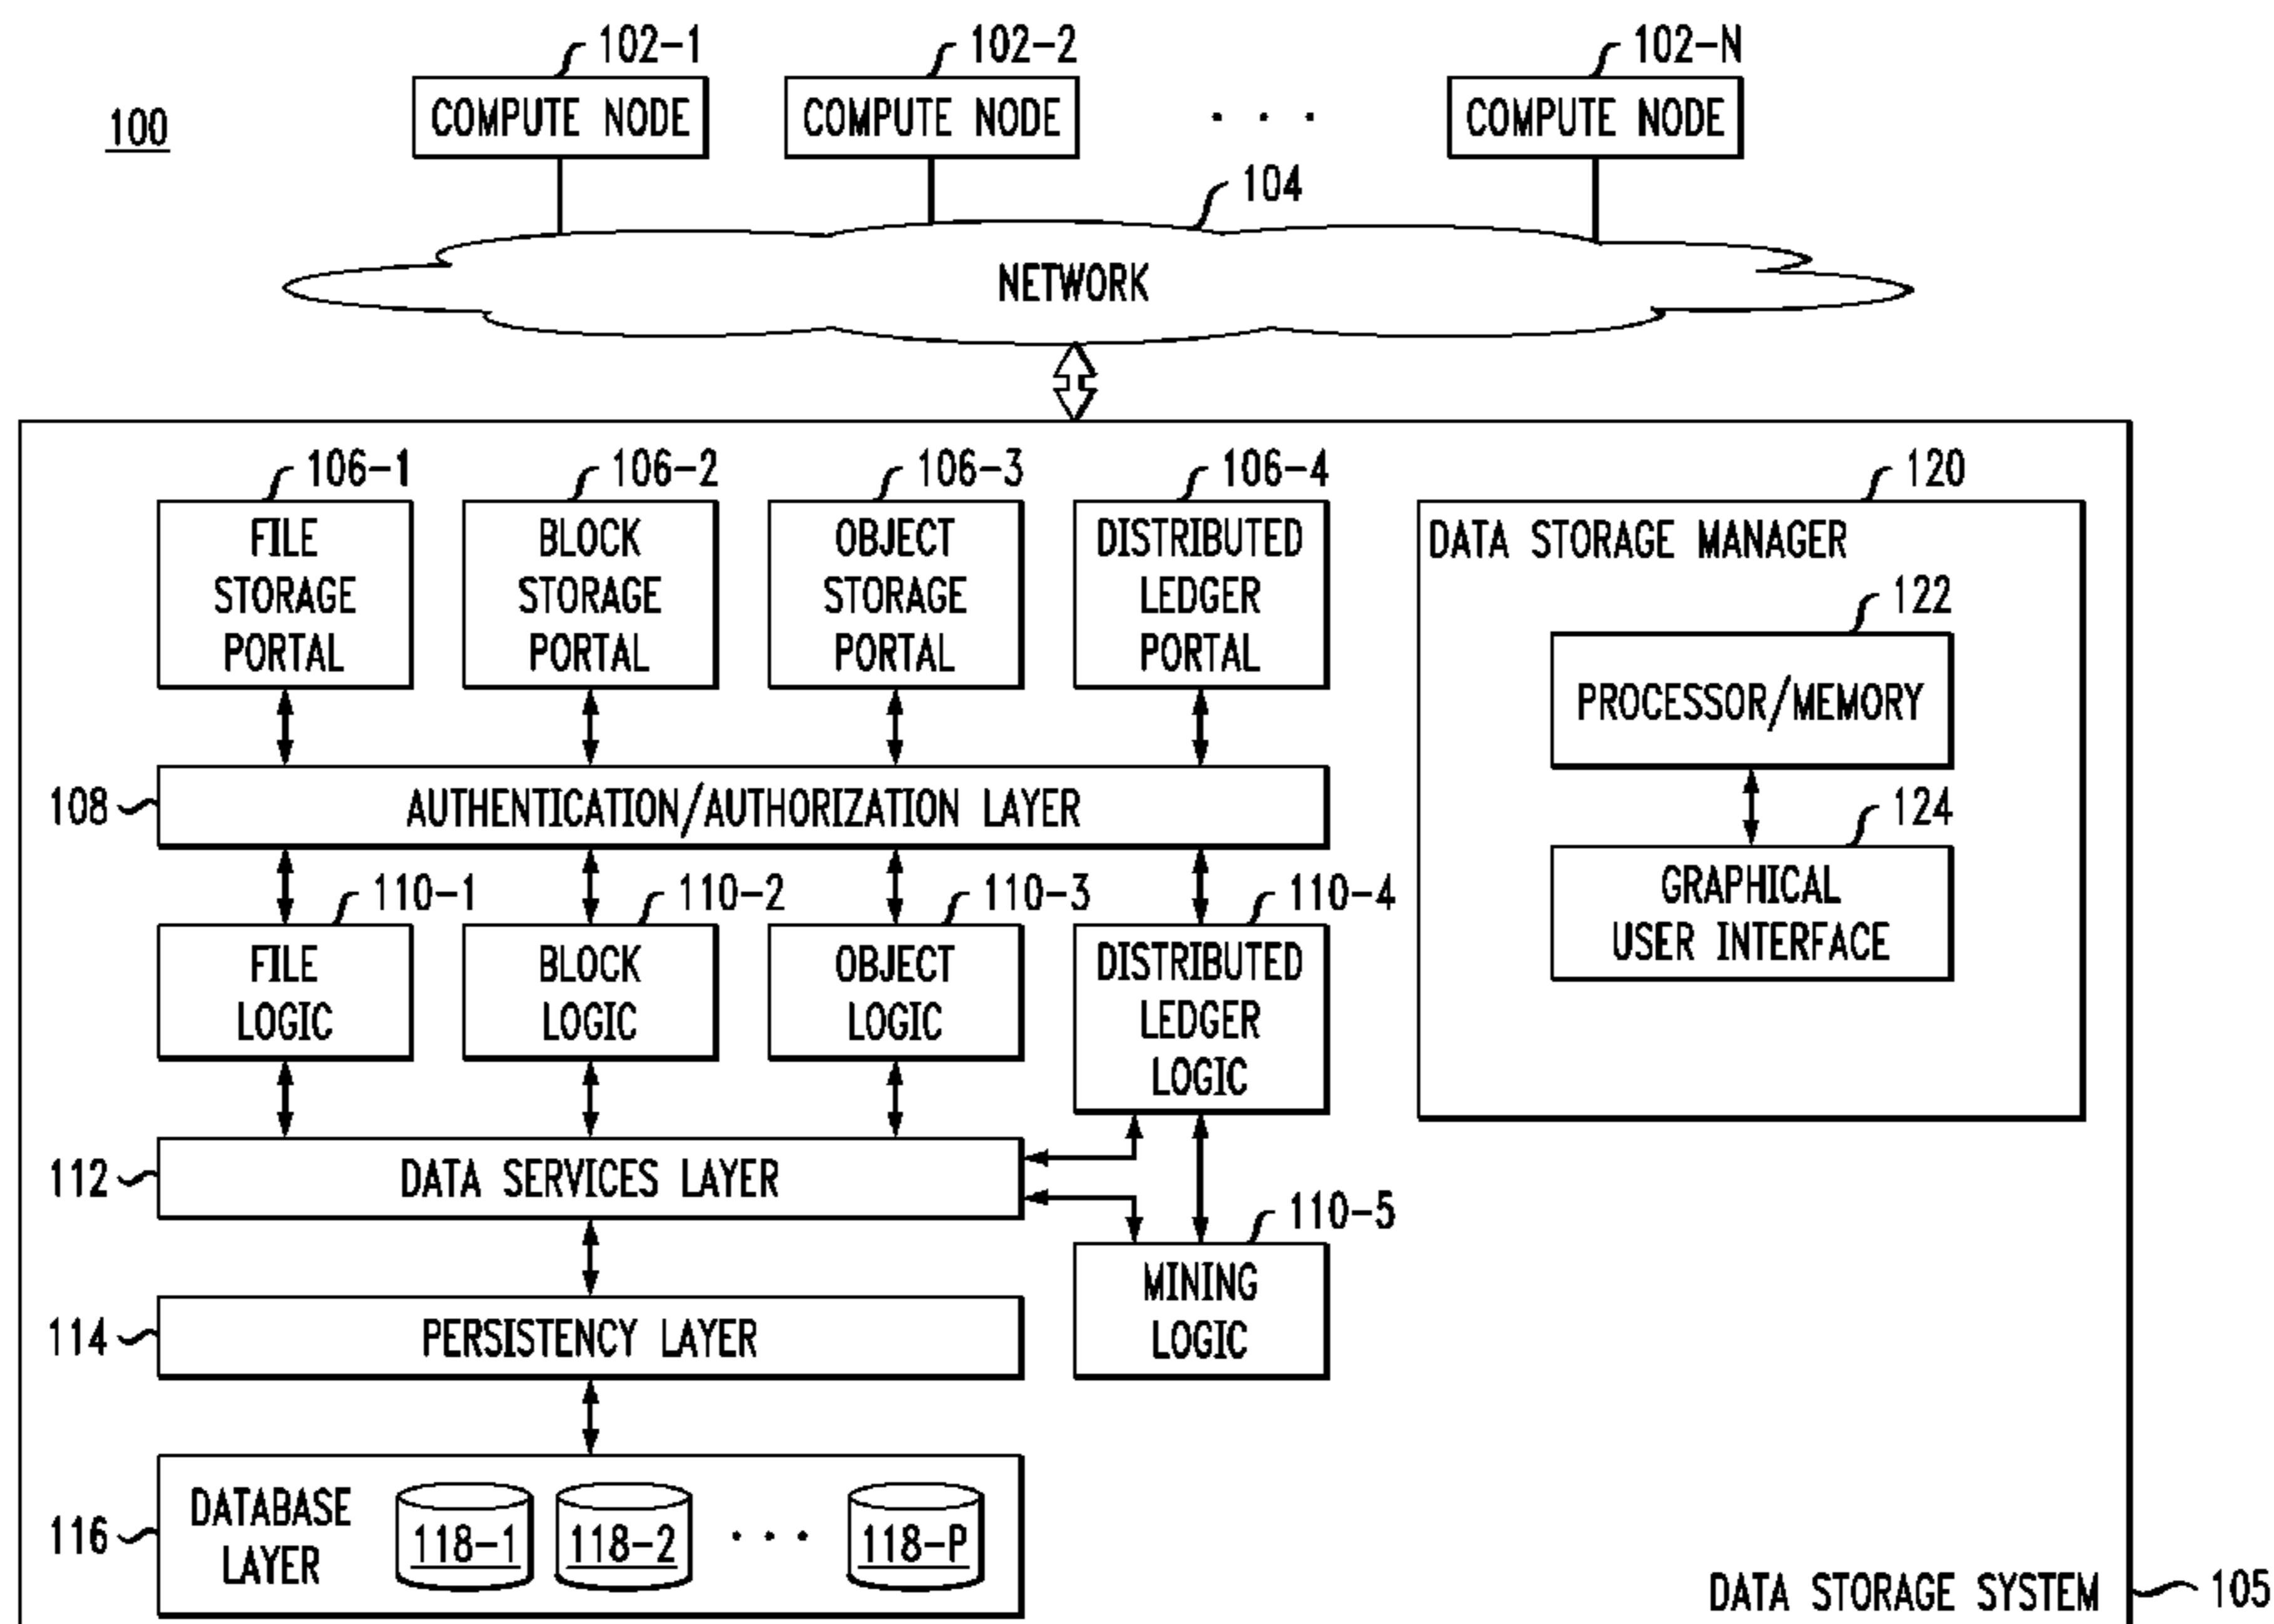 100
102-1
102-2
102-N
COMPUTE NODE
COMPUTE NODE
. . .
COMPUTE NODE
104
NETWORK
106-1
106-2
106-3
106-4
120
FILE
STORAGE
PORTAL
BLOCK
STORAGE
PORTAL
OBJECT
STORAGE
PORTAL
DISTRIBUTED
LEDGER
PORTAL
DATA STORAGE MANAGER
122
PROCESSOR/MEMORY
124
GRAPHICAL
USER INTERFACE
108
AUTHENTICATION/AUTHORIZATION LAYER
110-1
110-2
110-3
110-4
FILE
LOGIC
BLOCK
LOGIC
OBJECT
LOGIC
DISTRIBUTED
LEDGER
LOGIC
112
DATA SERVICES LAYER
110-5
MINING
LOGIC
114
PERSISTENCY LAYER
116
DATABASE
LAYER
118-1
118-2
. . .
118-P
DATA STORAGE SYSTEM
105